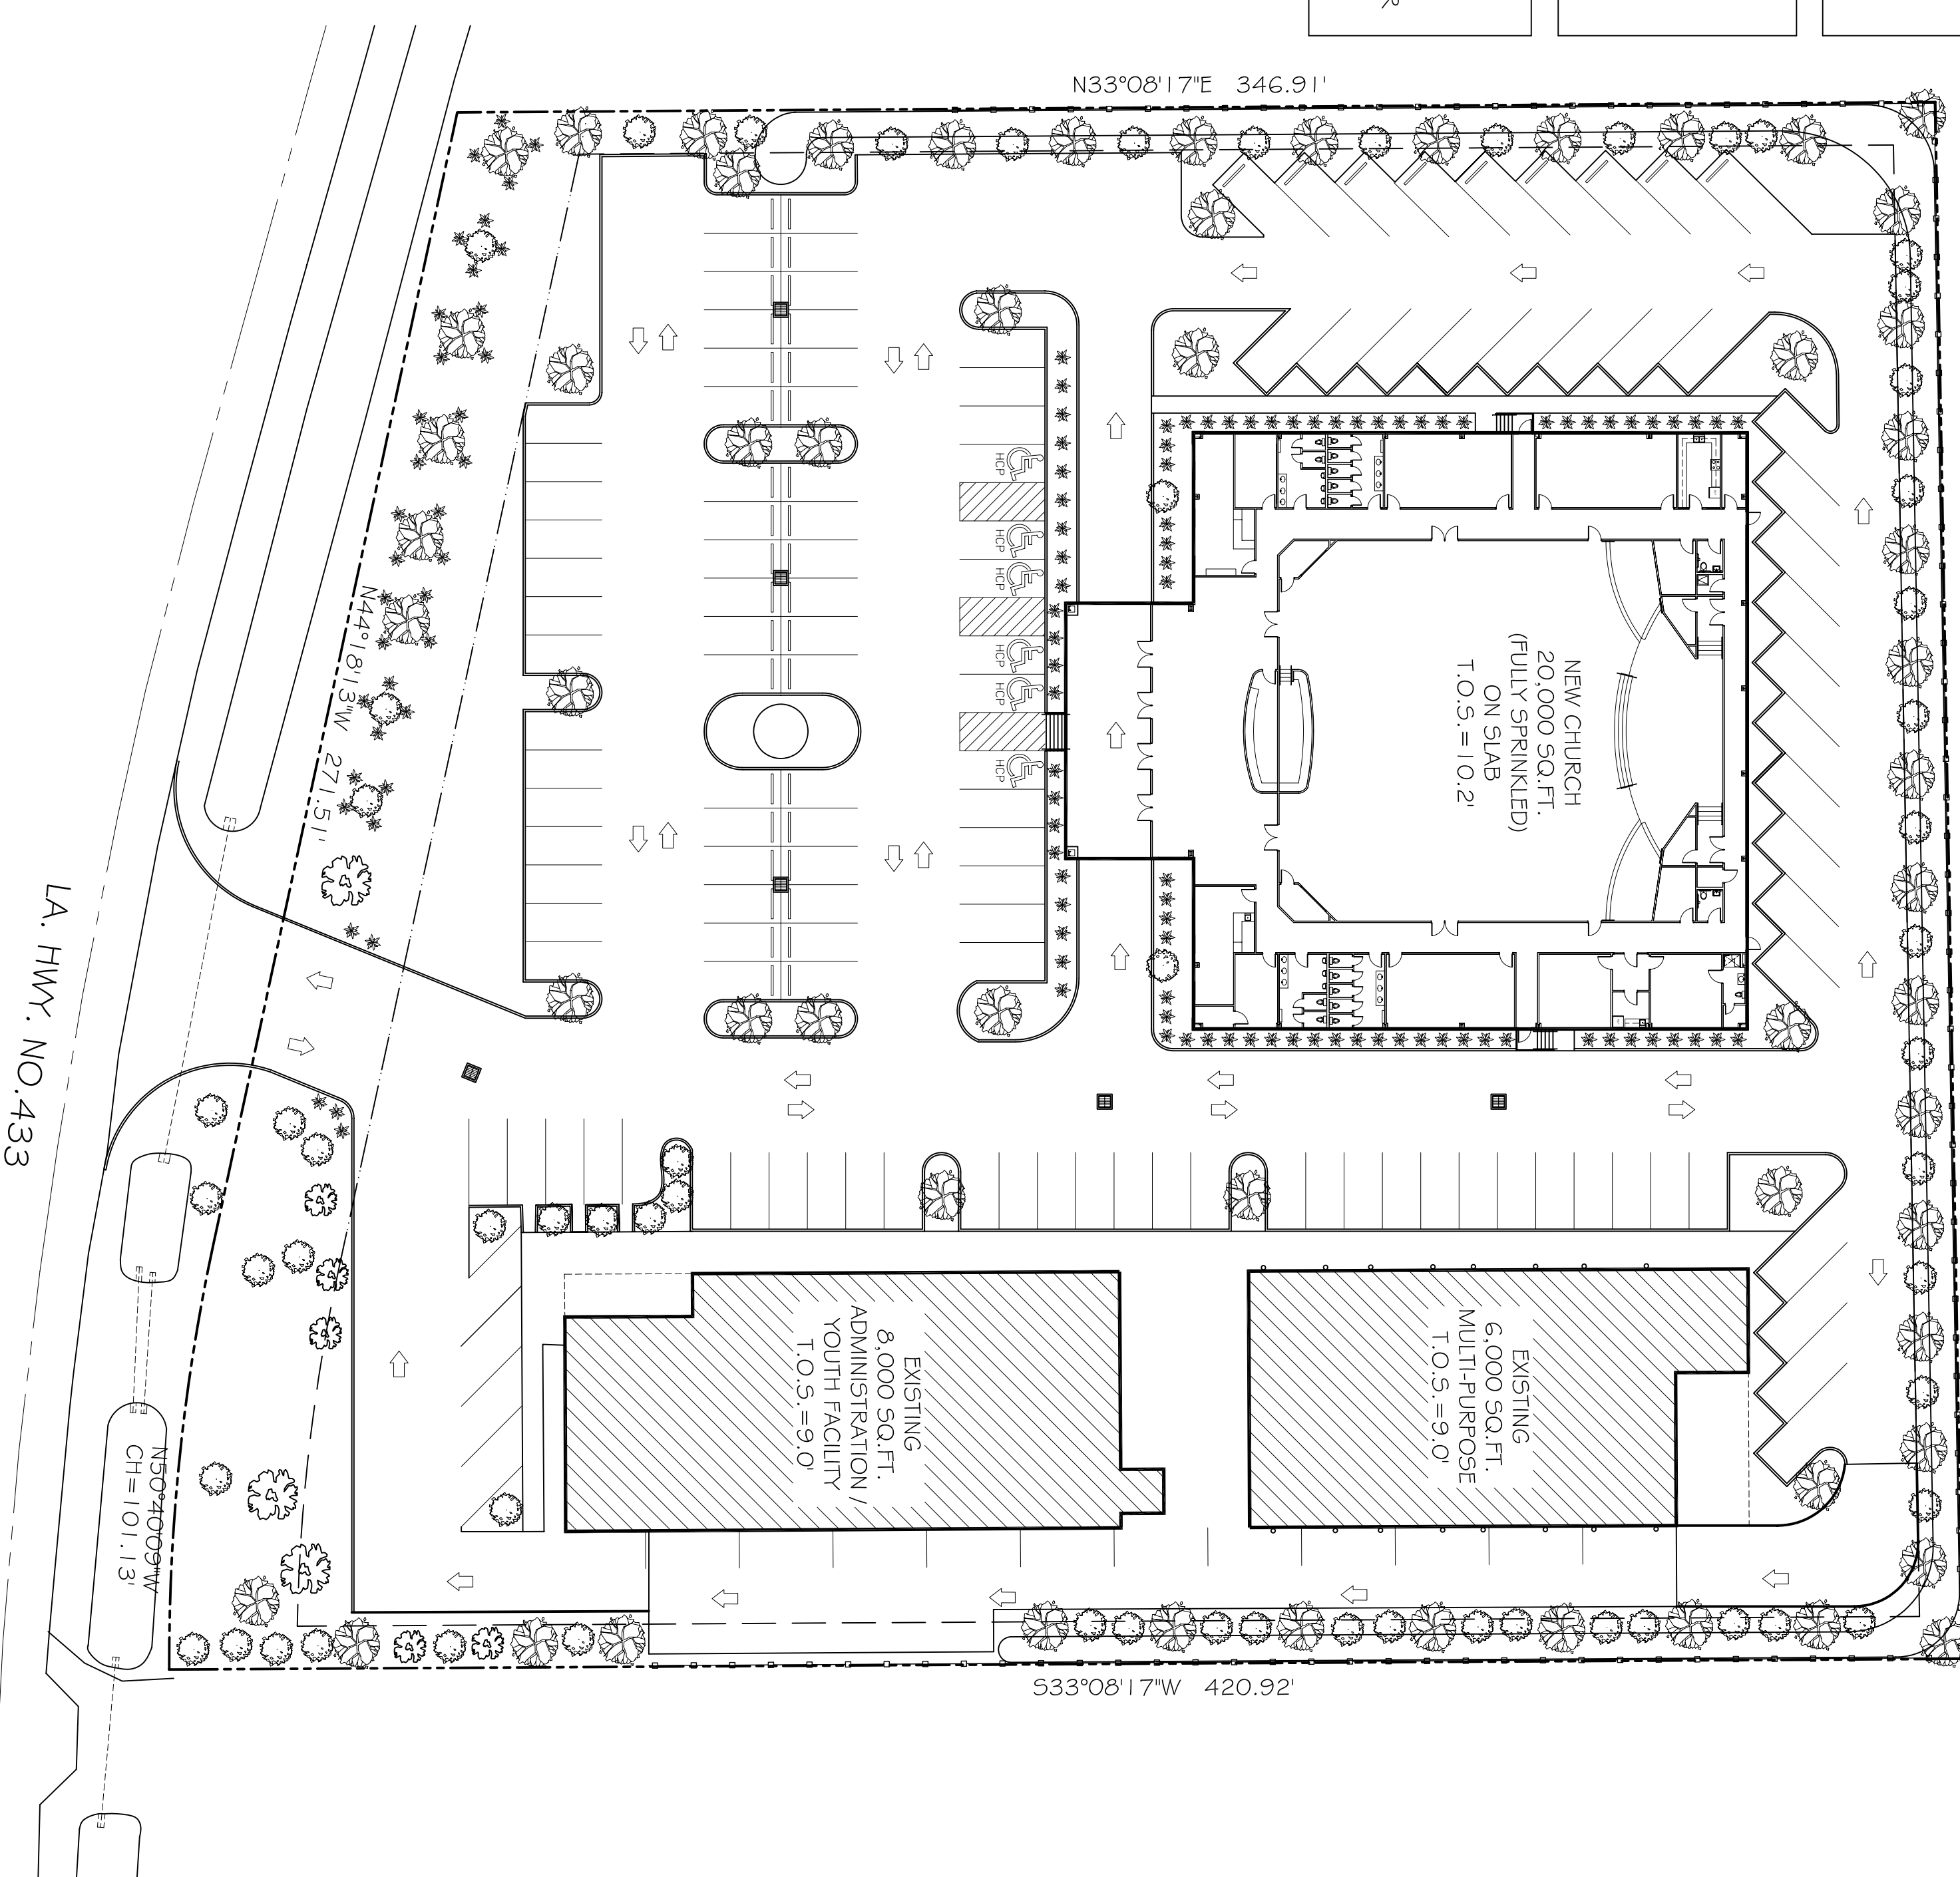 N33°08'17"E 346.91'
HCP
HCP
HCP
HCP
HCP
HCP
NEW CHURCH
20,000 SQ.FT.
(FULLY SPRINKLED)
ON SLAB
T.O.S.=10.2'
N44°18'13"W 271.51'
LA. HWY. NO.433
EXISTING
8,000 SQ.FT.
ADMINISTRATION /
YOUTH FACILITY
T.O.S.=9.0'
EXISTING
6,000 SQ.FT.
MULTI-PURPOSE
T.O.S.=9.0'
N50°40'09"W
CH=101.13'
S33°08'17"W 420.92'